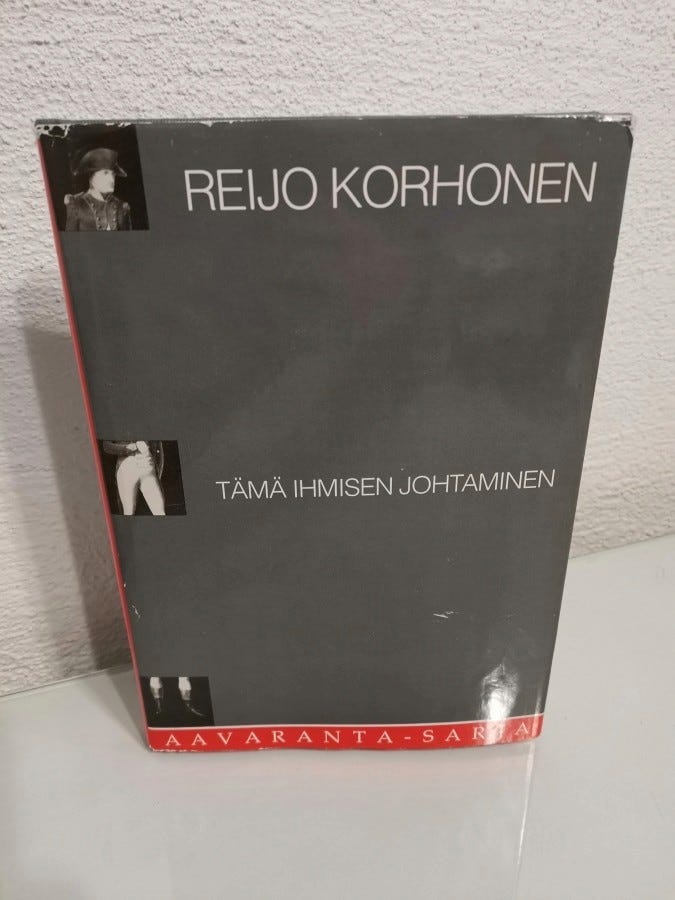 REIJO KORHONEN
TÄMÄ IHMISEN JOHTAMINEN
AAVARANTA-SARJA